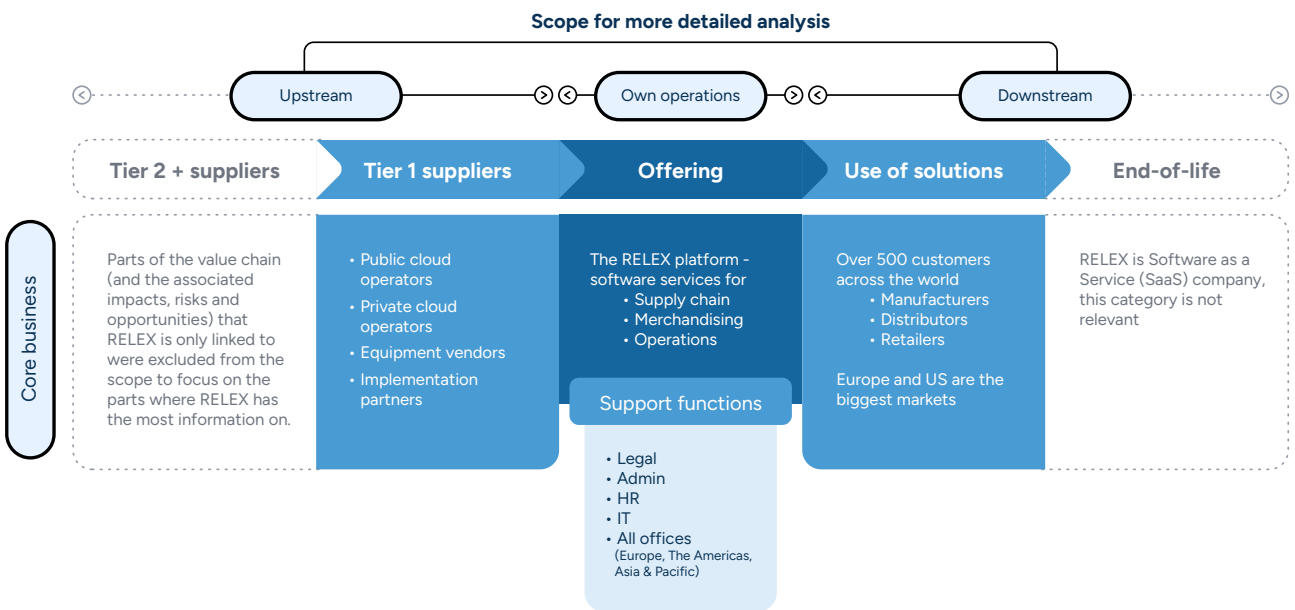 Scope for more detailed analysis
Upstream
Own operations
Downstream
Tier 2 + suppliers
Tier 1 suppliers
Offering
Use of solutions
End-of-life
Core business
Parts of the value chain
(and the associated
impacts, risks and
opportunities) that
RELEX is only linked to
were excluded from the
scope to focus on the
parts where RELEX has
the most information on.
• Public cloud
operators
• Private cloud
operators
• Equipment vendors
• Implementation
partners
The RELEX platform -
software services for
• Supply chain
• Merchandising
• Operations
Support functions
• Legal
• Admin
• HR
• IT
• All offices
(Europe, The Americas,
Asia & Pacific)
Over 500 customers
across the world
• Manufacturers
• Distributors
• Retailers
Europe and US are the
biggest markets
RELEX is Software as a
Service (SaaS) company,
this category is not
relevant